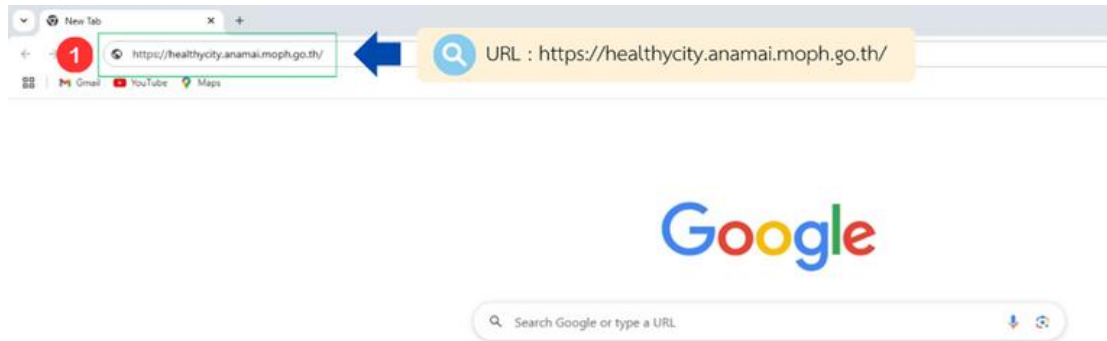 New Tab
1
https://healthycity.anamai.moph.go.th/
URL : https://healthycity.anamai.moph.go.th/
Gmail YouTube Maps
Google
Search Google or type a URL